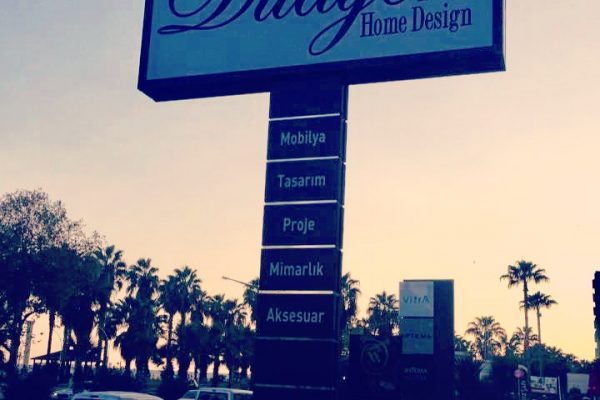 Home Design
Mobilya
Tasarım
Proje
Mimarlık
Aksesuar
VitrA